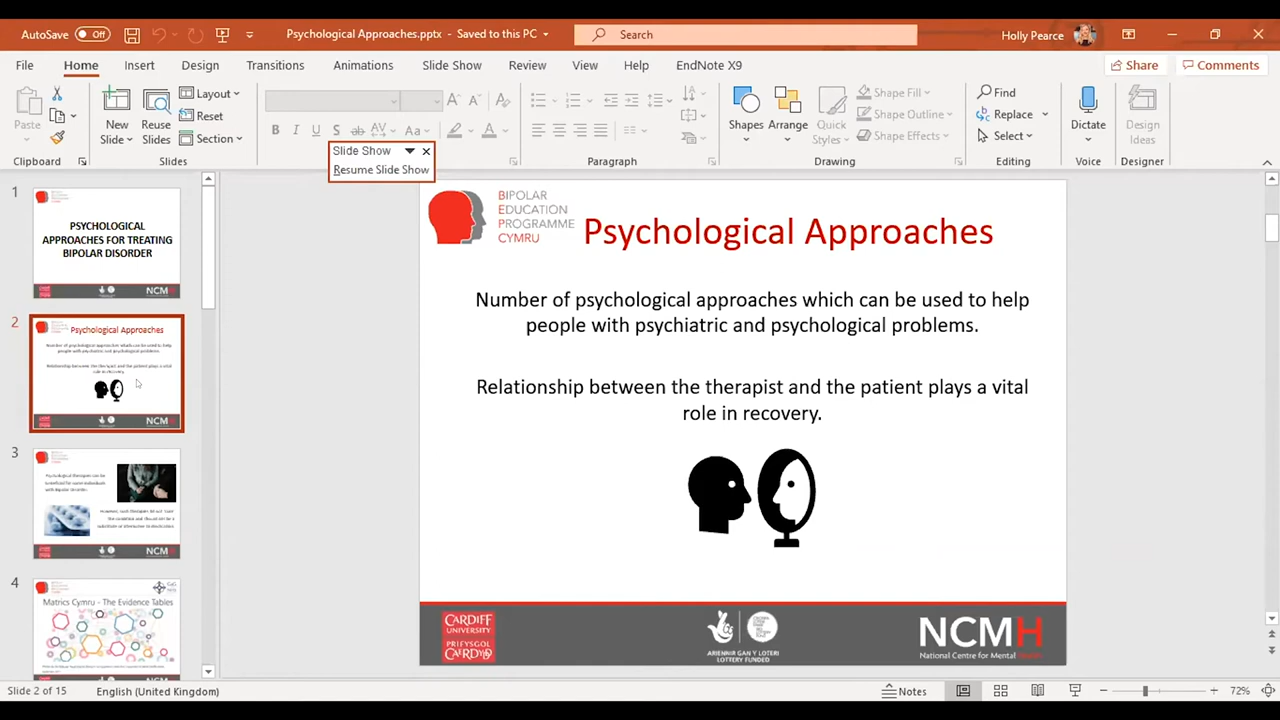 AutoSave Off
Psychological Approaches.pptx - Saved to this PC
Search
Holly Pearce
File Home Insert Design Transitions Animations Slide Show Review View Help EndNote X9 Share Comments
Paste
New Slide
Reuse Slides
Layout
Reset
Section
B I U S ab AV Aa A
Shapes
Arrange
Quick Styles
Shape Fill
Shape Outline
Shape Effects
Find
Replace
Select
Dictate
Design Ideas
Clipboard Slides Paragraph Drawing Editing Voice Designer
Slide Show
Resume Slide Show
1
PSYCHOLOGICAL
APPROACHES FOR TREATING
BIPOLAR DISORDER
NCMH
2
Psychological Approaches
Number of psychological approaches which can be used to help
people with psychiatric and psychological problems.
Relationship between the therapist and the patient plays a vital
role in recovery.
NCMH
3
Psychological therapies can be
beneficial for some individuals
with Bipolar Disorder.
However, such therapies do not 'cure'
the condition and should not be a
substitute or alternative to medication.
NCMH
4
Matrics Cymru - The Evidence Tables
BIPOLAR
EDUCATION
PROGRAMME
CYMRU
Psychological Approaches
Number of psychological approaches which can be used to help
people with psychiatric and psychological problems.
Relationship between the therapist and the patient plays a vital
role in recovery.
CARDIFF
UNIVERSITY
PRIFYSGOL
CAERDYDD
ARIENNIR GAN Y LOTERI
LOTTERY FUNDED
NCMH
National Centre for Mental Health
Slide 2 of 15 English (United Kingdom)
Notes
72%